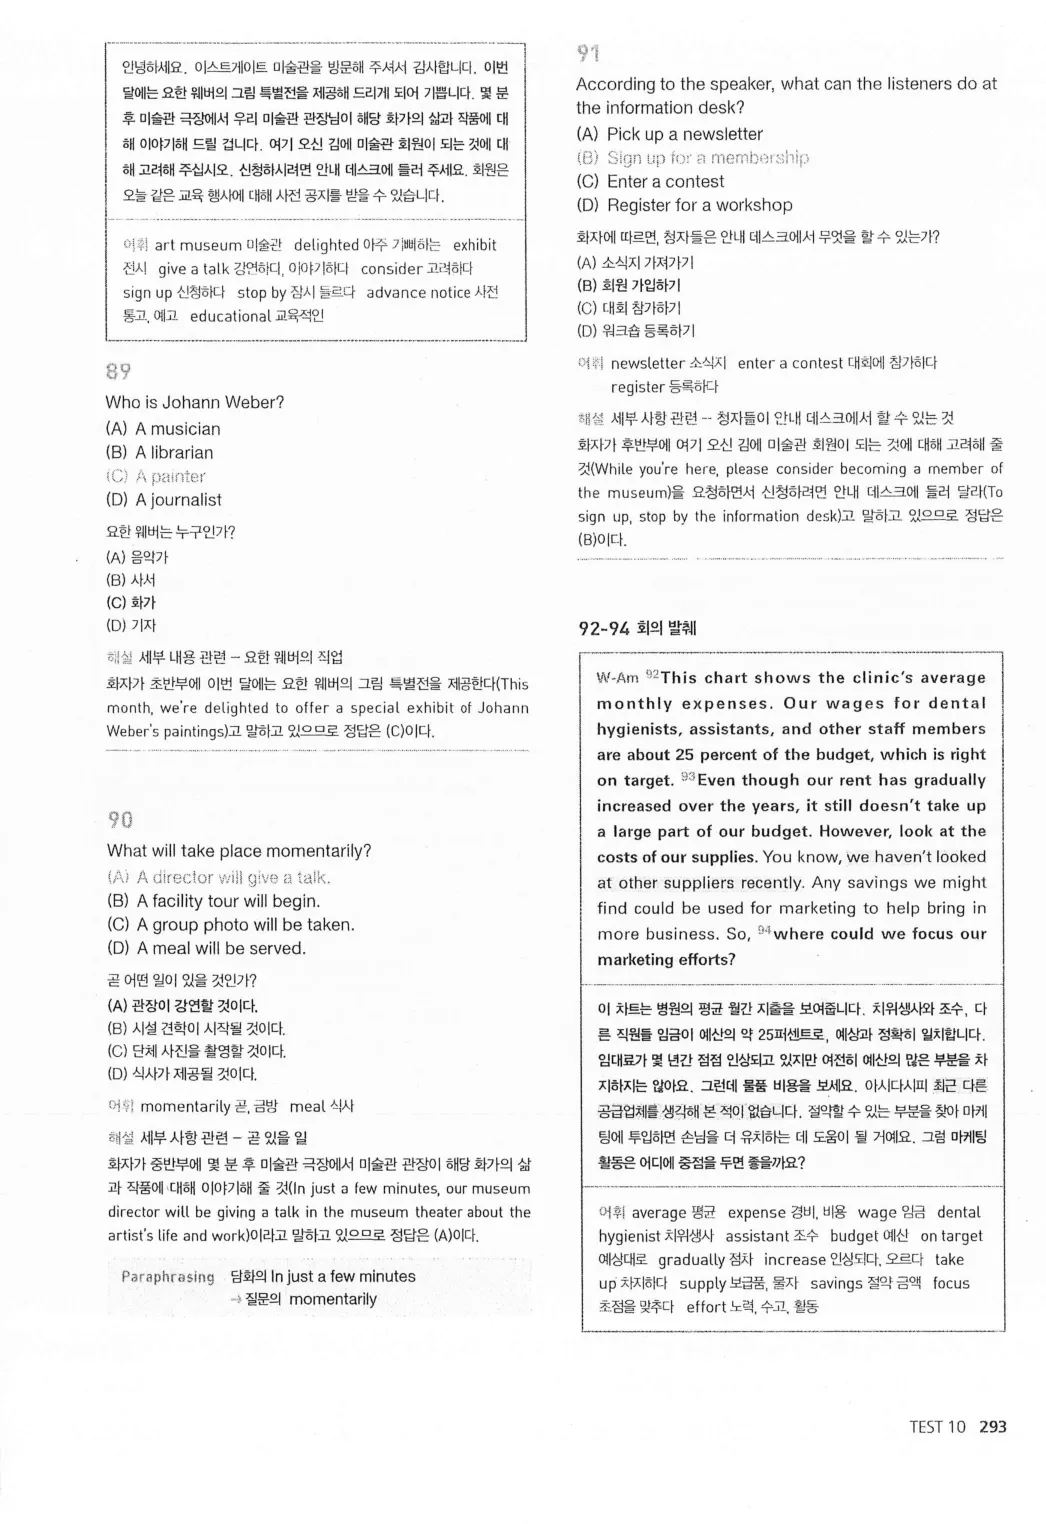 안녕하세요. 이스트게이트 미술관을 방문해 주셔서 감사합니다. 이번
달에는 요한 웨버의 그림 특별전을 제공해 드리게 되어 기쁩니다. 몇 분
후 미술관 극장에서 우리 미술관 관장님이 해당 화가의 삶과 작품에 대
해 이야기해 드릴 겁니다. 여기 오신 김에 미술관 회원이 되는 것에 대
해 고려해 주십시오. 신청하시려면 안내 데스크에 들러 주세요. 회원은
오늘 같은 교육 행사에 대해 사전 공지를 받을 수 있습니다.
어휘 art museum 미술관 delighted 아주 기뻐하는 exhibit
전시 give a talk 강연하다, 이야기하다 consider 고려하다
sign up 신청하다 stop by 잠시 들르다 advance notice 사전
통고, 예고 educational 교육적인
89
Who is Johann Weber?
(A) A musician
(B) A librarian
(C) A painter
(D) A journalist
요한 웨버는 누구인가?
(A) 음악가
(B) 사서
(C) 화가
(D) 기자
해설 세부 내용 관련 – 요한 웨버의 직업
화자가 초반부에 이번 달에는 요한 웨버의 그림 특별전을 제공한다(This
month, we're delighted to offer a special exhibit of Johann
Weber's paintings)고 말하고 있으므로 정답은 (C)이다.
90
What will take place momentarily?
(A) A director will give a talk.
(B) A facility tour will begin.
(C) A group photo will be taken.
(D) A meal will be served.
곧 어떤 일이 있을 것인가?
(A) 관장이 강연할 것이다.
(B) 시설 견학이 시작될 것이다.
(C) 단체 사진을 촬영할 것이다.
(D) 식사가 제공될 것이다.
어휘 momentarily 곧, 금방 meal 식사
해설 세부 사항 관련 – 곧 있을 일
화자가 중반부에 몇 분 후 미술관 극장에서 미술관 관장이 해당 화가의 삶
과 작품에 대해 이야기해 줄 것(In just a few minutes, our museum
director will be giving a talk in the museum theater about the
artist's life and work)이라고 말하고 있으므로 정답은 (A)이다.
Paraphrasing 담화의 In just a few minutes
→ 질문의 momentarily
91
According to the speaker, what can the listeners do at
the information desk?
(A) Pick up a newsletter
(B) Sign up for a membership
(C) Enter a contest
(D) Register for a workshop
화자에 따르면, 청자들은 안내 데스크에서 무엇을 할 수 있는가?
(A) 소식지 가져가기
(B) 회원 가입하기
(C) 대회 참가하기
(D) 워크숍 등록하기
어휘 newsletter 소식지 enter a contest 대회에 참가하다
register 등록하다
해설 세부 사항 관련 – 청자들이 안내 데스크에서 할 수 있는 것
화자가 후반부에 여기 오신 김에 미술관 회원이 되는 것에 대해 고려해 줄
것(While you're here, please consider becoming a member of
the museum)을 요청하면서 신청하려면 안내 데스크에 들러 달라(To
sign up, stop by the information desk)고 말하고 있으므로 정답은
(B)이다.
92-94 회의 발췌
W-Am 92This chart shows the clinic's average
monthly expenses. Our wages for dental
hygienists, assistants, and other staff members
are about 25 percent of the budget, which is right
on target. 93Even though our rent has gradually
increased over the years, it still doesn't take up
a large part of our budget. However, look at the
costs of our supplies. You know, we haven't looked
at other suppliers recently. Any savings we might
find could be used for marketing to help bring in
more business. So, 94where could we focus our
marketing efforts?
이 차트는 병원의 평균 월간 지출을 보여줍니다. 치위생사와 조수, 다
른 직원들 임금이 예산의 약 25퍼센트로, 예상과 정확히 일치합니다.
임대료가 몇 년간 점점 인상되고 있지만 여전히 예산의 많은 부분을 차
지하지는 않아요. 그런데 물품 비용을 보세요. 아시다시피 최근 다른
공급업체를 생각해 본 적이 없습니다. 절약할 수 있는 부분을 찾아 마케
팅에 투입하면 손님을 더 유치하는 데 도움이 될 거예요. 그럼 마케팅
활동은 어디에 중점을 두면 좋을까요?
어휘 average 평균 expense 경비, 비용 wage 임금 dental
hygienist 치위생사 assistant 조수 budget 예산 on target
예상대로 gradually 점차 increase 인상되다, 오르다 take
up 차지하다 supply 보급품, 물자 savings 절약 금액 focus
초점을 맞추다 effort 노력, 수고, 활동
TEST 10 293